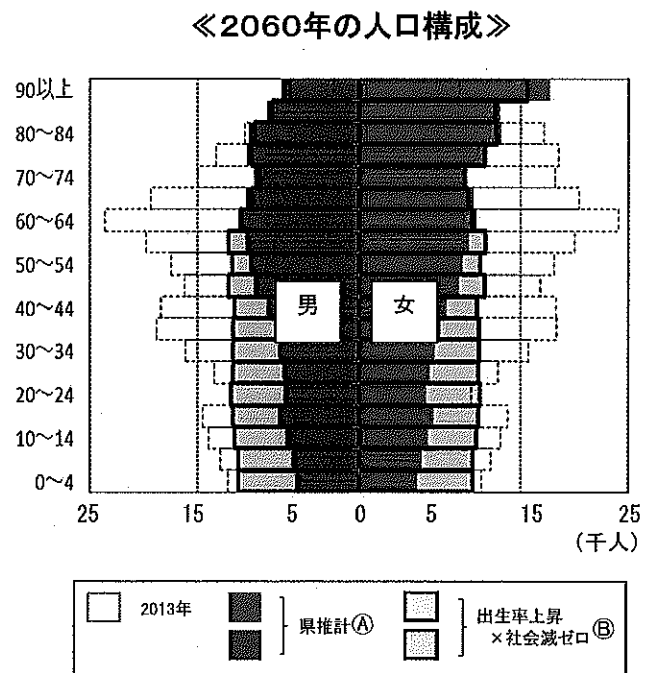 ≪2060年の人口構成≫
90以上
80～84
70～74
60～64
50～54
40～44
30～34
20～24
10～14
0～4
男
女
25 15 5 0 5 15 25
(千人)
2013年
県推計Ⓐ
出生率上昇
×社会減ゼロⒷ